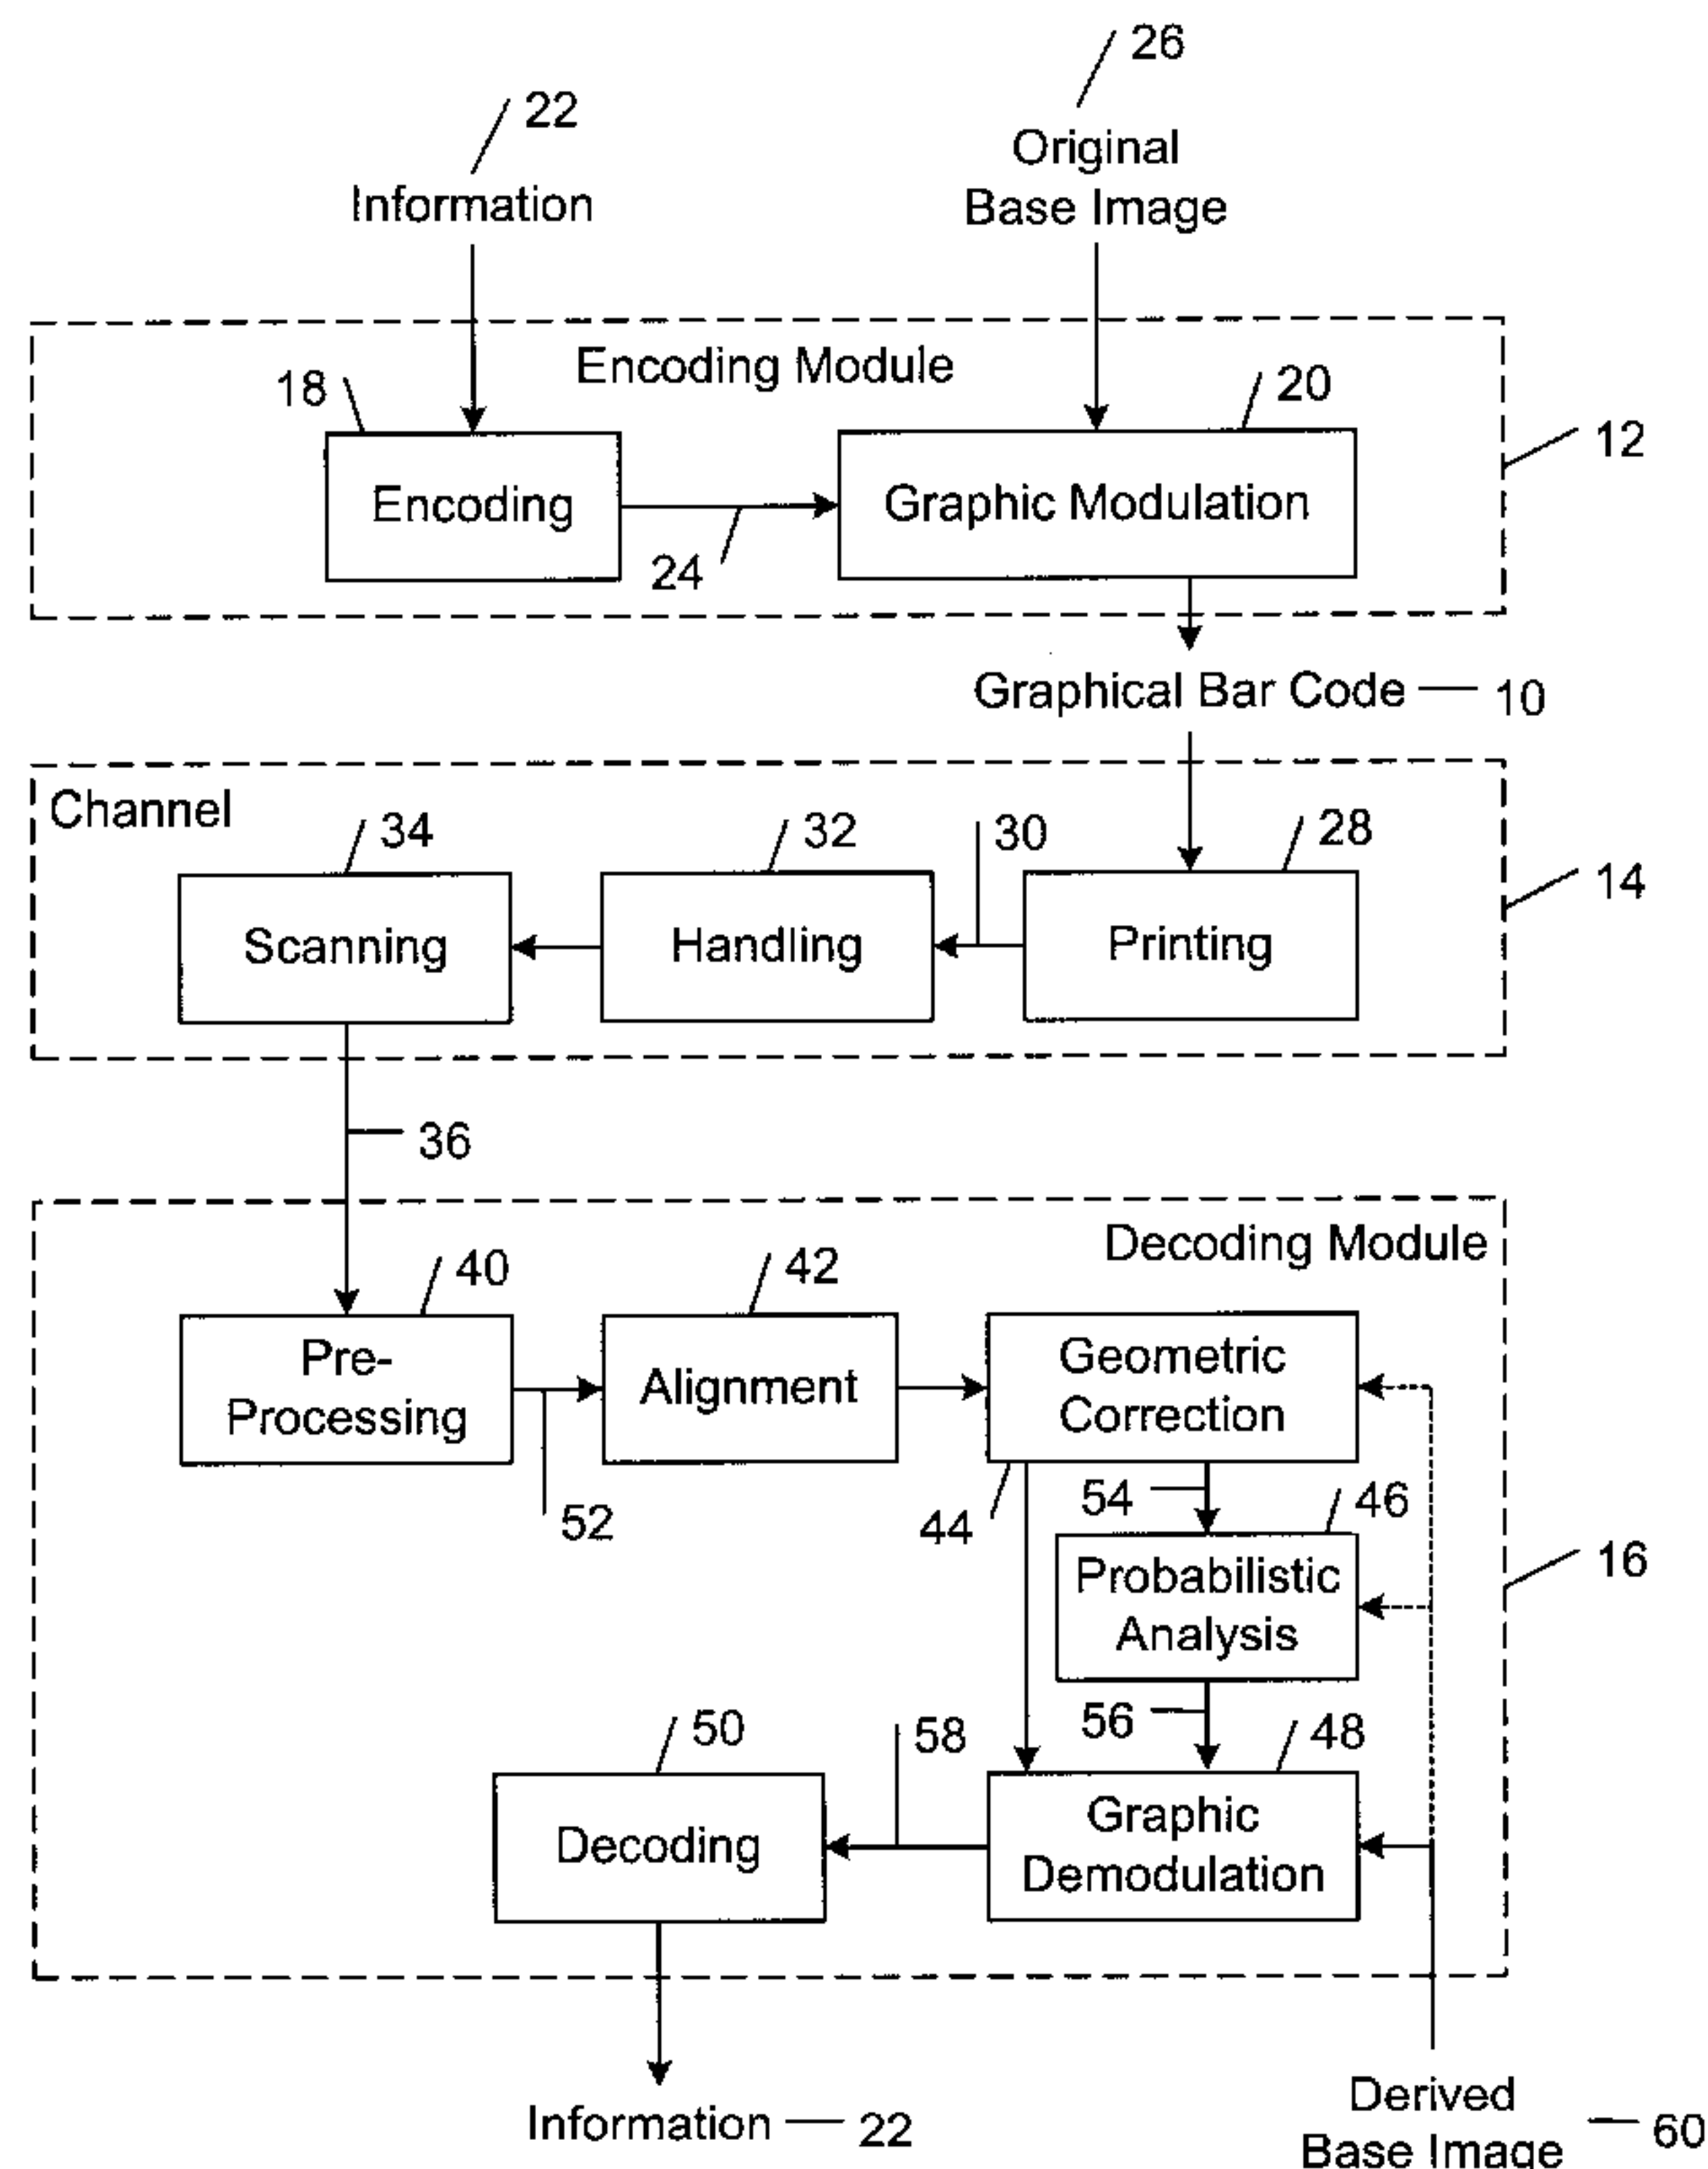 26
22
Original
Base Image
Information
Encoding Module
18
20
12
Encoding
Graphic Modulation
24
Graphical Bar Code
10
Channel
34
32
30
28
14
Scanning
Handling
Printing
36
Decoding Module
40
42
Pre-
Processing
Alignment
Geometric
Correction
52
44
54
46
16
Probabilistic
Analysis
50
58
56
48
Decoding
Graphic
Demodulation
Information
22
Derived
Base Image
60